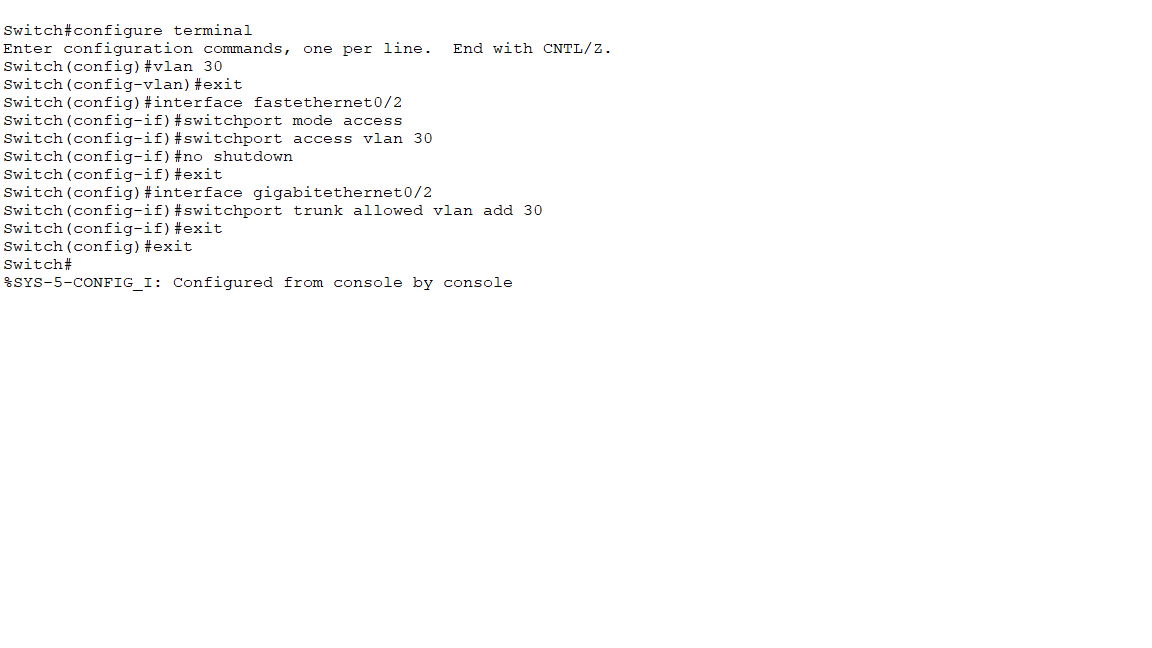 Switch#configure terminal
Enter configuration commands, one per line.  End with CNTL/Z.
Switch(config)#vlan 30
Switch(config-vlan)#exit
Switch(config)#interface fastethernet0/2
Switch(config-if)#switchport mode access
Switch(config-if)#switchport access vlan 30
Switch(config-if)#no shutdown
Switch(config-if)#exit
Switch(config)#interface gigabitethernet0/2
Switch(config-if)#switchport trunk allowed vlan add 30
Switch(config-if)#exit
Switch(config)#exit
Switch#
%SYS-5-CONFIG_I: Configured from console by console